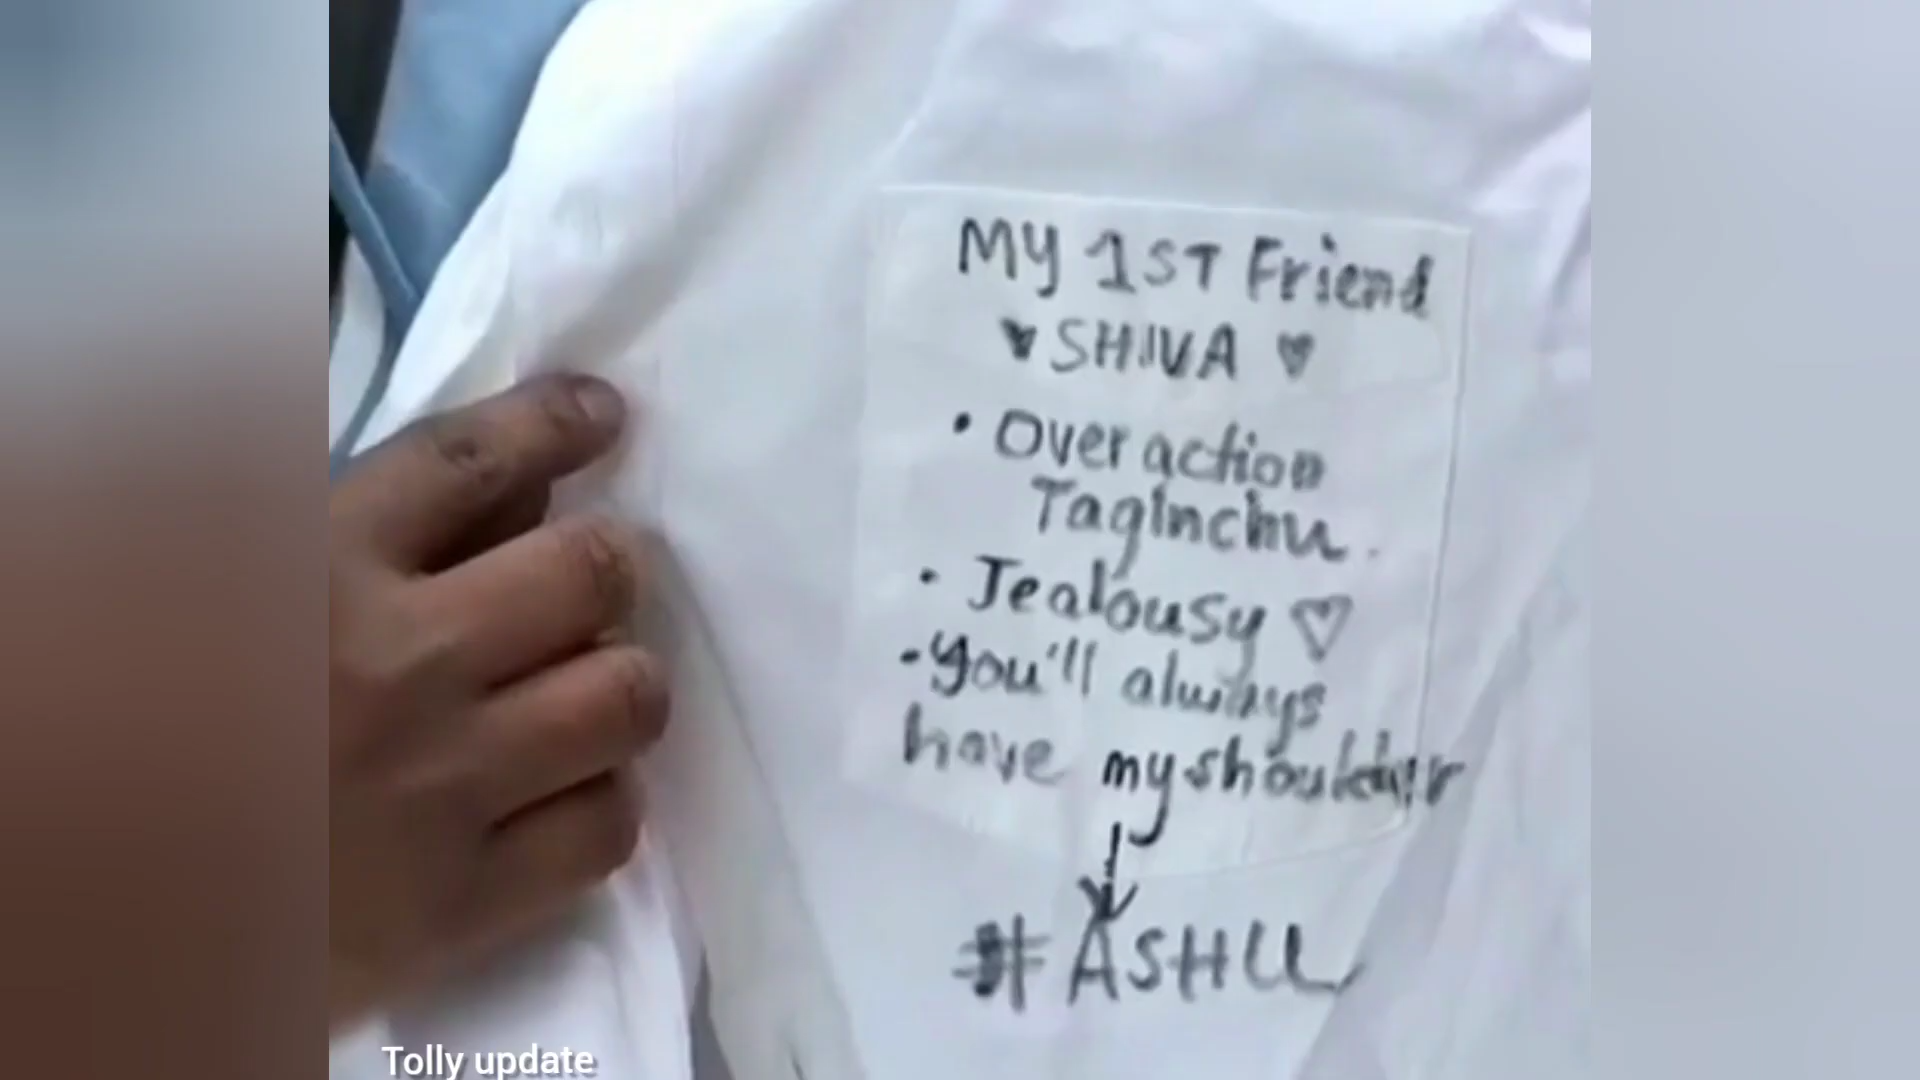 My 1ST Friend
♥ SHIVA ♥
• Over action
TagInchu.
• Jealousy ♡
• You'll always
have my shoulder
↓
#ASHU
Tolly update